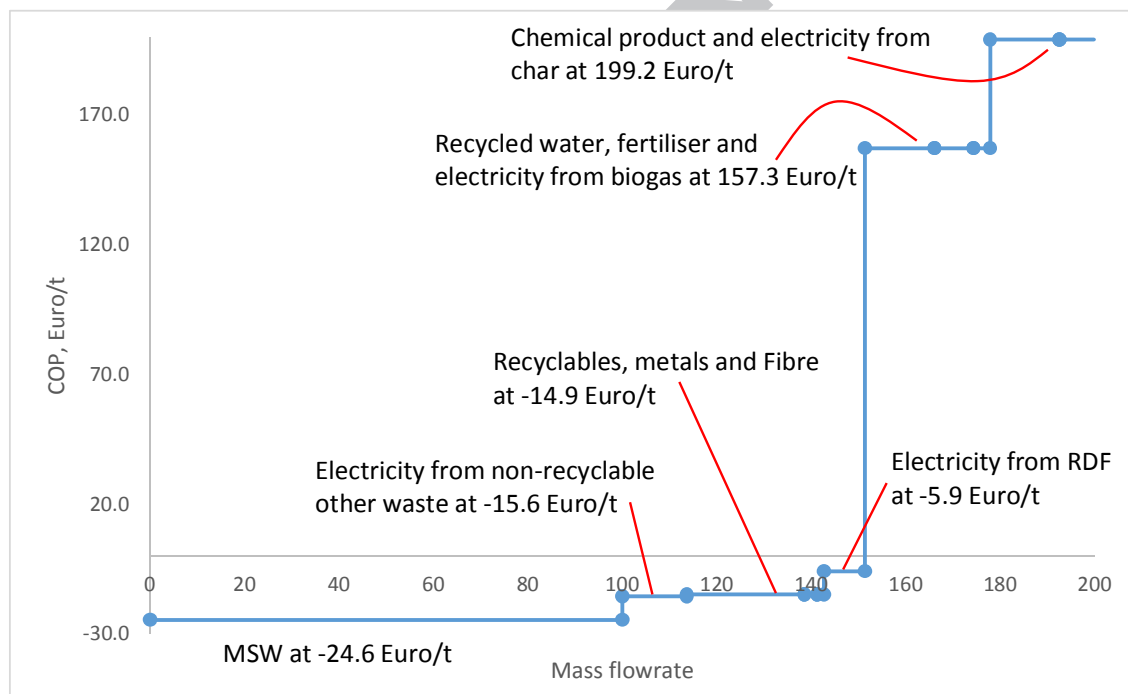 Chemical product and electricity from
char at 199.2 Euro/t
170.0
Recycled water, fertiliser and
electricity from biogas at 157.3 Euro/t
120.0
COP, Euro/t
70.0
Recyclables, metals and Fibre
at -14.9 Euro/t
Electricity from non-recyclable
other waste at -15.6 Euro/t
Electricity from RDF
at -5.9 Euro/t
20.0
0 20 40 60 80 100 120 140 160 180 200
-30.0
MSW at -24.6 Euro/t
Mass flowrate